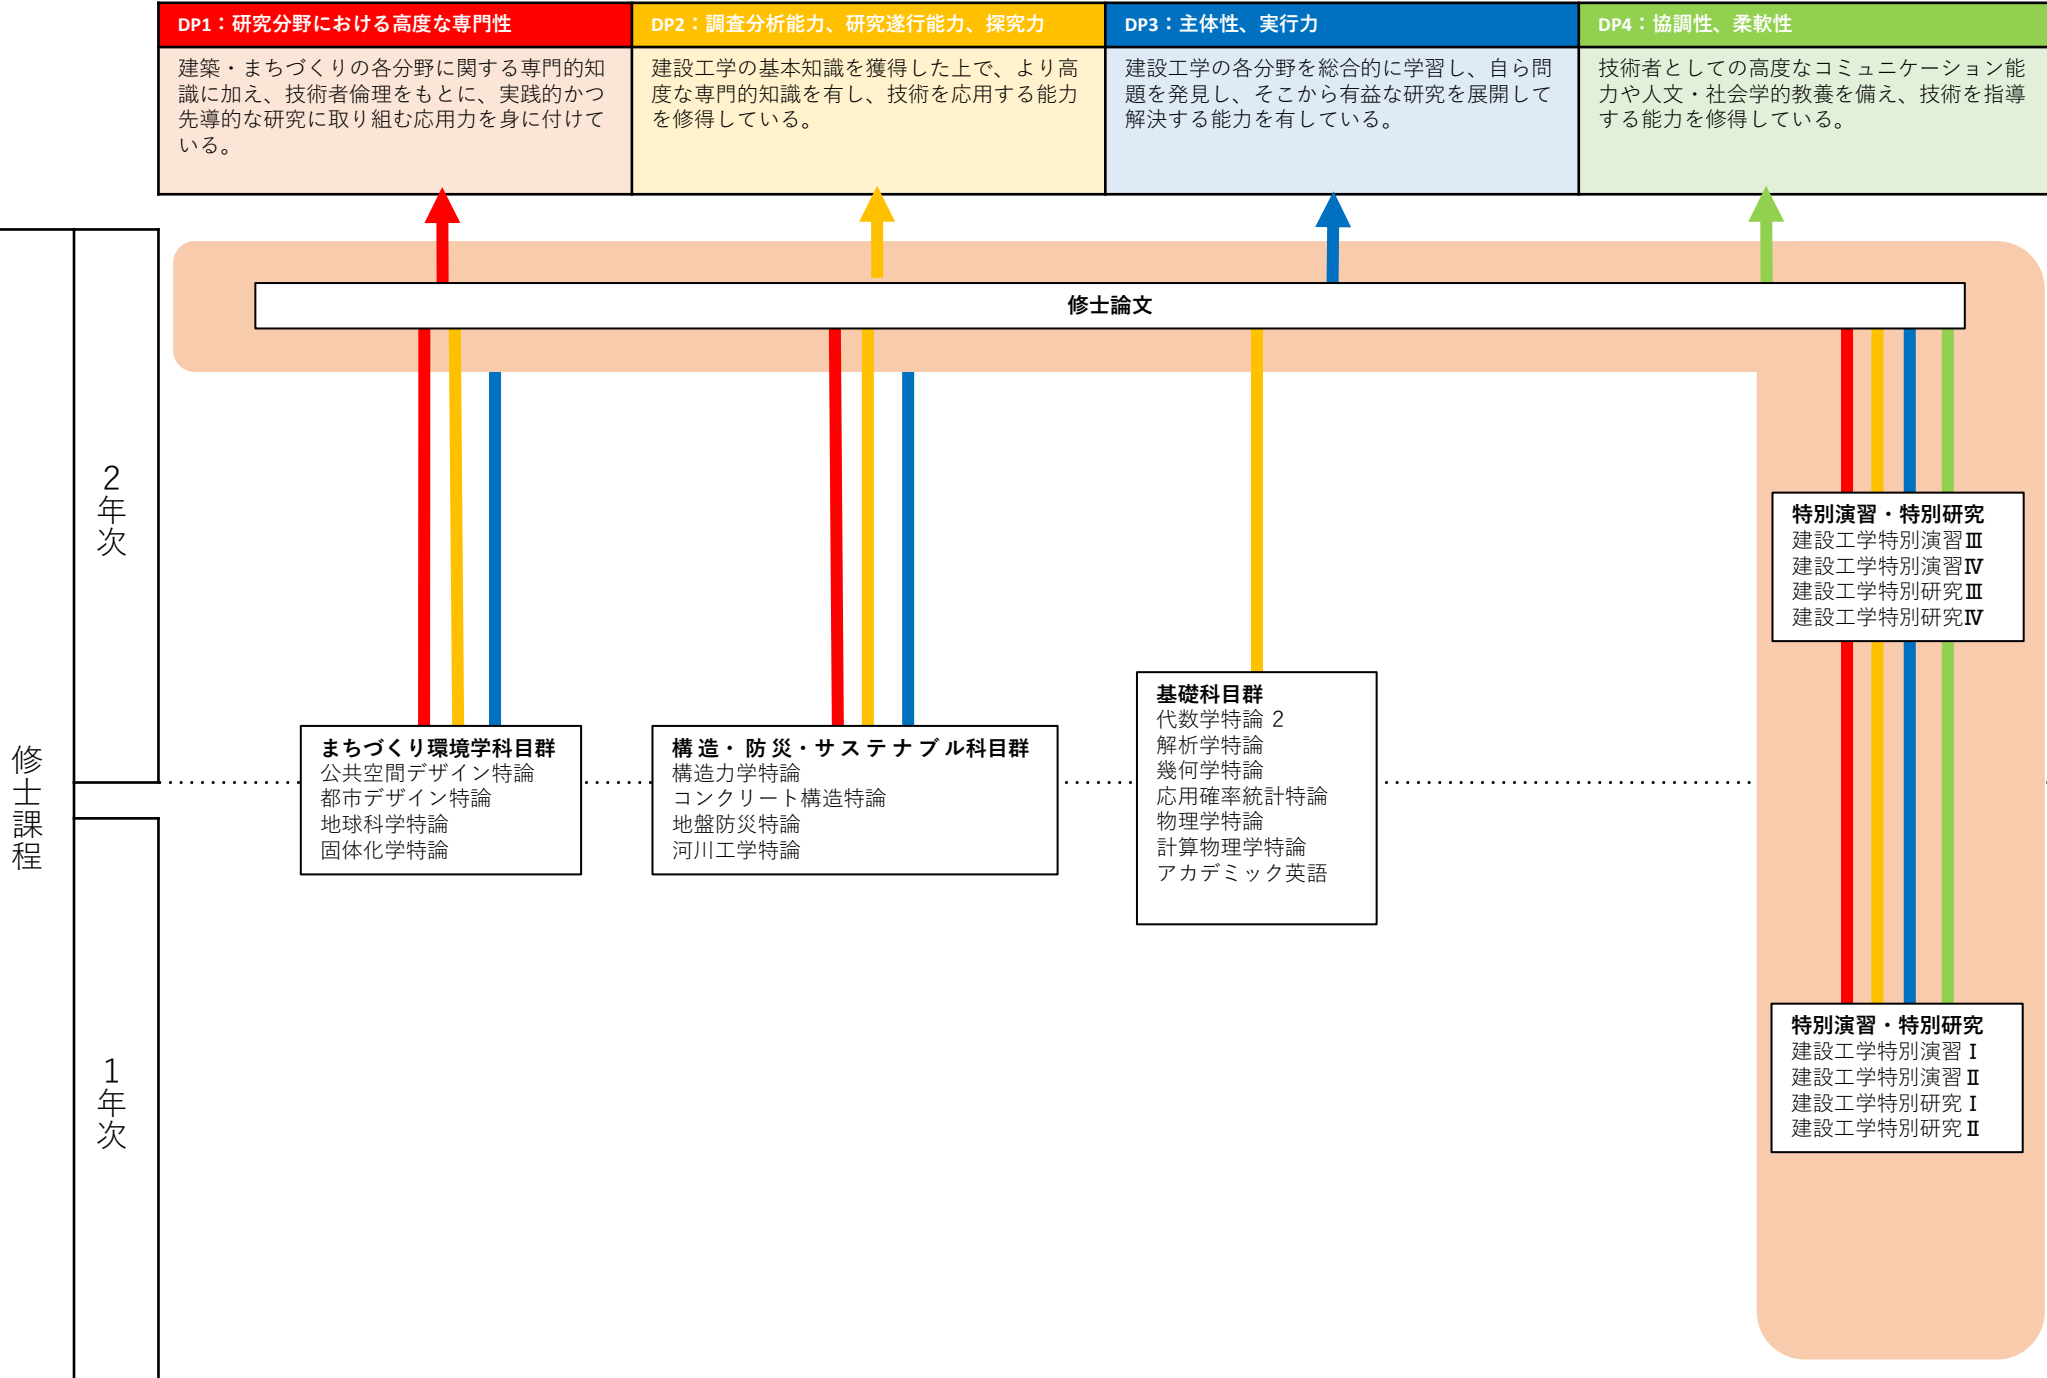 DP1：研究分野における高度な専門性
建築・まちづくりの各分野に関する専門的知
識に加え、技術者倫理をもとに、実践的かつ
先導的な研究に取り組む応用力を身に付けて
いる。
DP2：調査分析能力、研究遂行能力、探究力
建設工学の基本知識を獲得した上で、より高
度な専門的知識を有し、技術を応用する能力
を修得している。
DP3：主体性、実行力
建設工学の各分野を総合的に学習し、自ら問
題を発見し、そこから有益な研究を展開して
解決する能力を有している。
DP4：協調性、柔軟性
技術者としての高度なコミュニケーション能
力や人文・社会学的教養を備え、技術を指導
する能力を修得している。
修士論文
修士課程
2年次
特別演習・特別研究
建設工学特別演習Ⅲ
建設工学特別演習Ⅳ
建設工学特別研究Ⅲ
建設工学特別研究Ⅳ
まちづくり環境学科目群
公共空間デザイン特論
都市デザイン特論
地球科学特論
固体化学特論
構造・防災・サステナブル科目群
構造力学特論
コンクリート構造特論
地盤防災特論
河川工学特論
基礎科目群
代数学特論 2
解析学特論
幾何学特論
応用確率統計特論
物理学特論
計算物理学特論
アカデミック英語
1年次
特別演習・特別研究
建設工学特別演習Ⅰ
建設工学特別演習Ⅱ
建設工学特別研究Ⅰ
建設工学特別研究Ⅱ